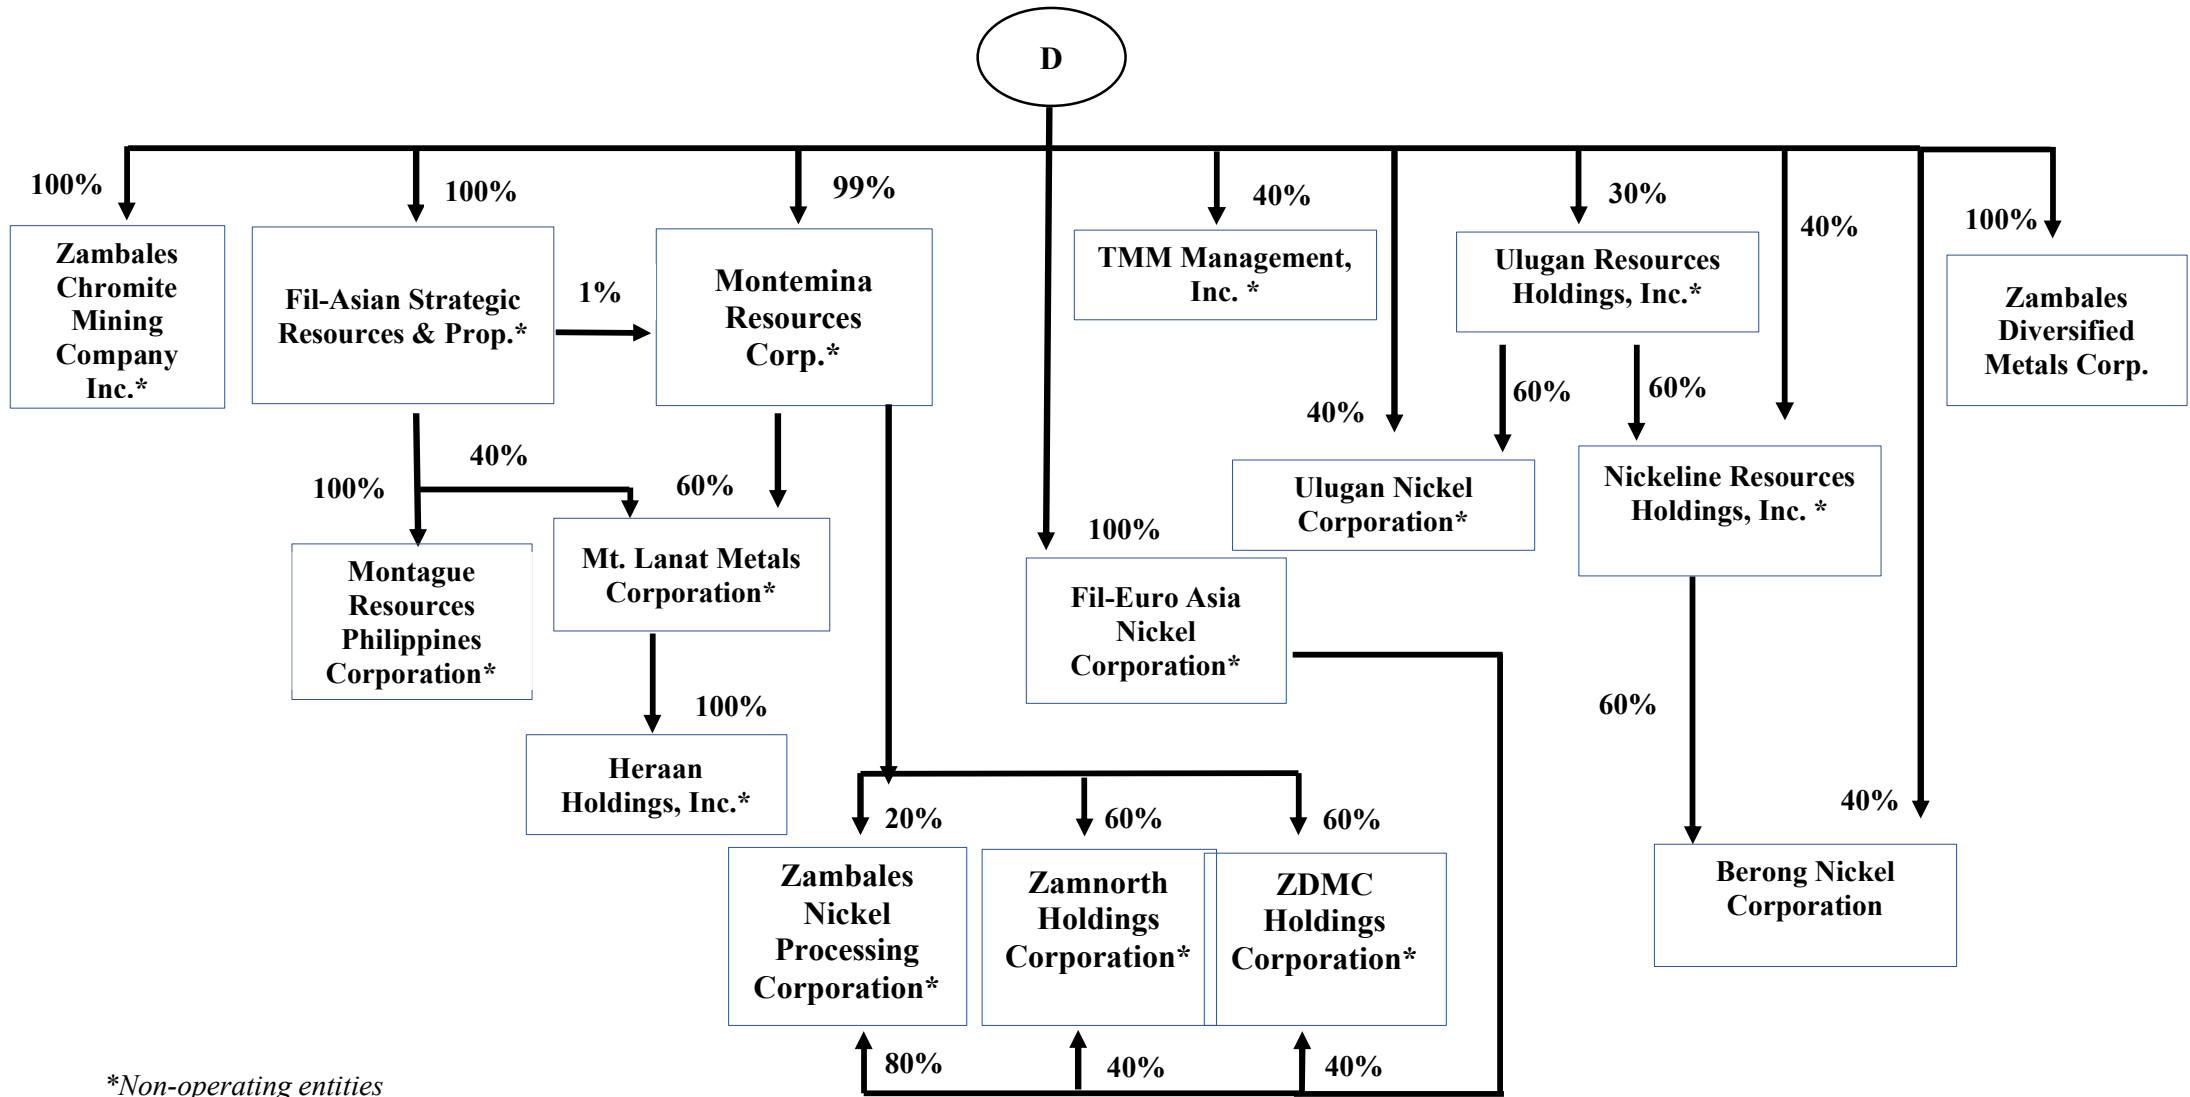 D
100%
100%
99%
40%
30%
40%
100%
Zambales
Chromite
Mining
Company
Inc.*
Fil-Asian Strategic
Resources & Prop.*
1%
Montemina
Resources
Corp.*
TMM Management,
Inc. *
Ulugan Resources
Holdings, Inc.*
Zambales
Diversified
Metals Corp.
40%
60%
60%
100%
40%
60%
Ulugan Nickel
Corporation*
Nickeline Resources
Holdings, Inc. *
Montague
Resources
Philippines
Corporation*
Mt. Lanat Metals
Corporation*
100%
Fil-Euro Asia
Nickel
Corporation*
100%
60%
Heraan
Holdings, Inc.*
20%
60%
60%
40%
Zambales
Nickel
Processing
Corporation*
Zamnorth
Holdings
Corporation*
ZDMC
Holdings
Corporation*
Berong Nickel
Corporation
80%
40%
40%
*Non-operating entities